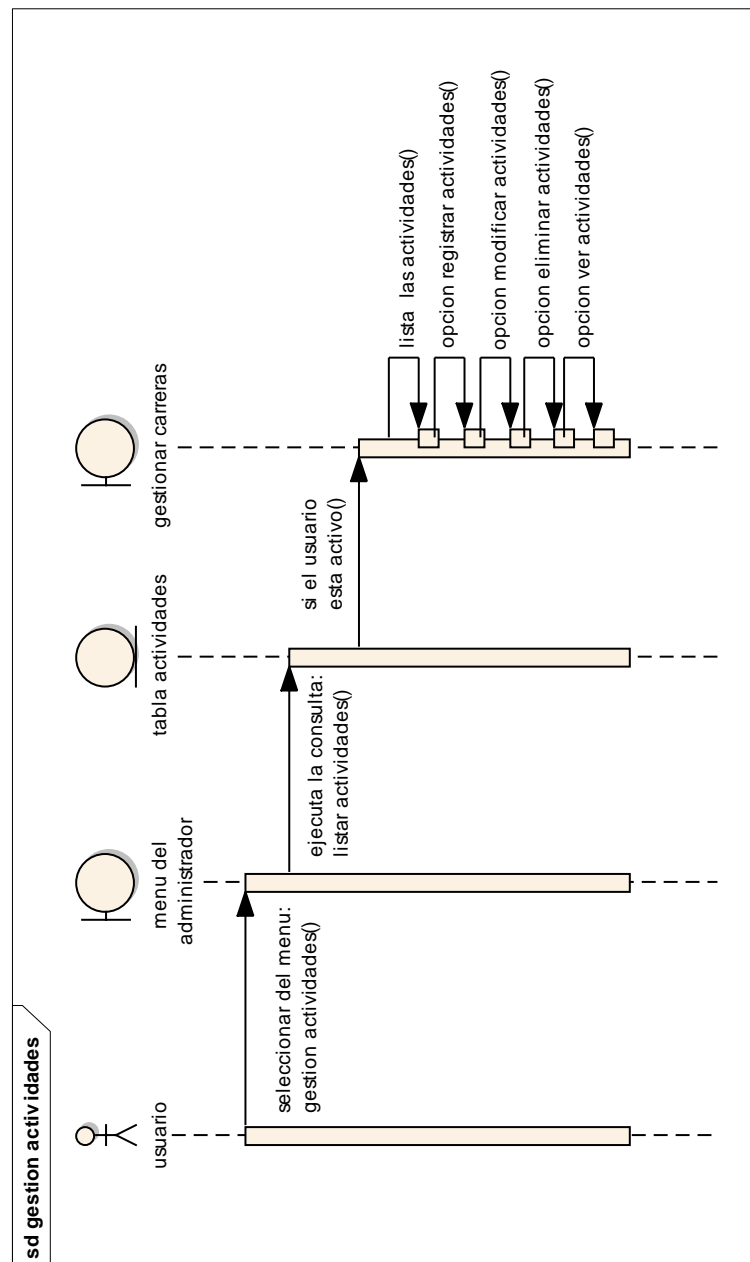 sd gestion actividades
usuario
menu del
administrador
tabla actividades
gestionar carreras
seleccionar del menu:
gestion actividades()
ejecuta la consulta:
listar actividades()
si el usuario
esta activo()
lista las actividades()
opcion registrar actividades()
opcion modificar actividades()
opcion eliminar actividades()
opcion ver actividades()